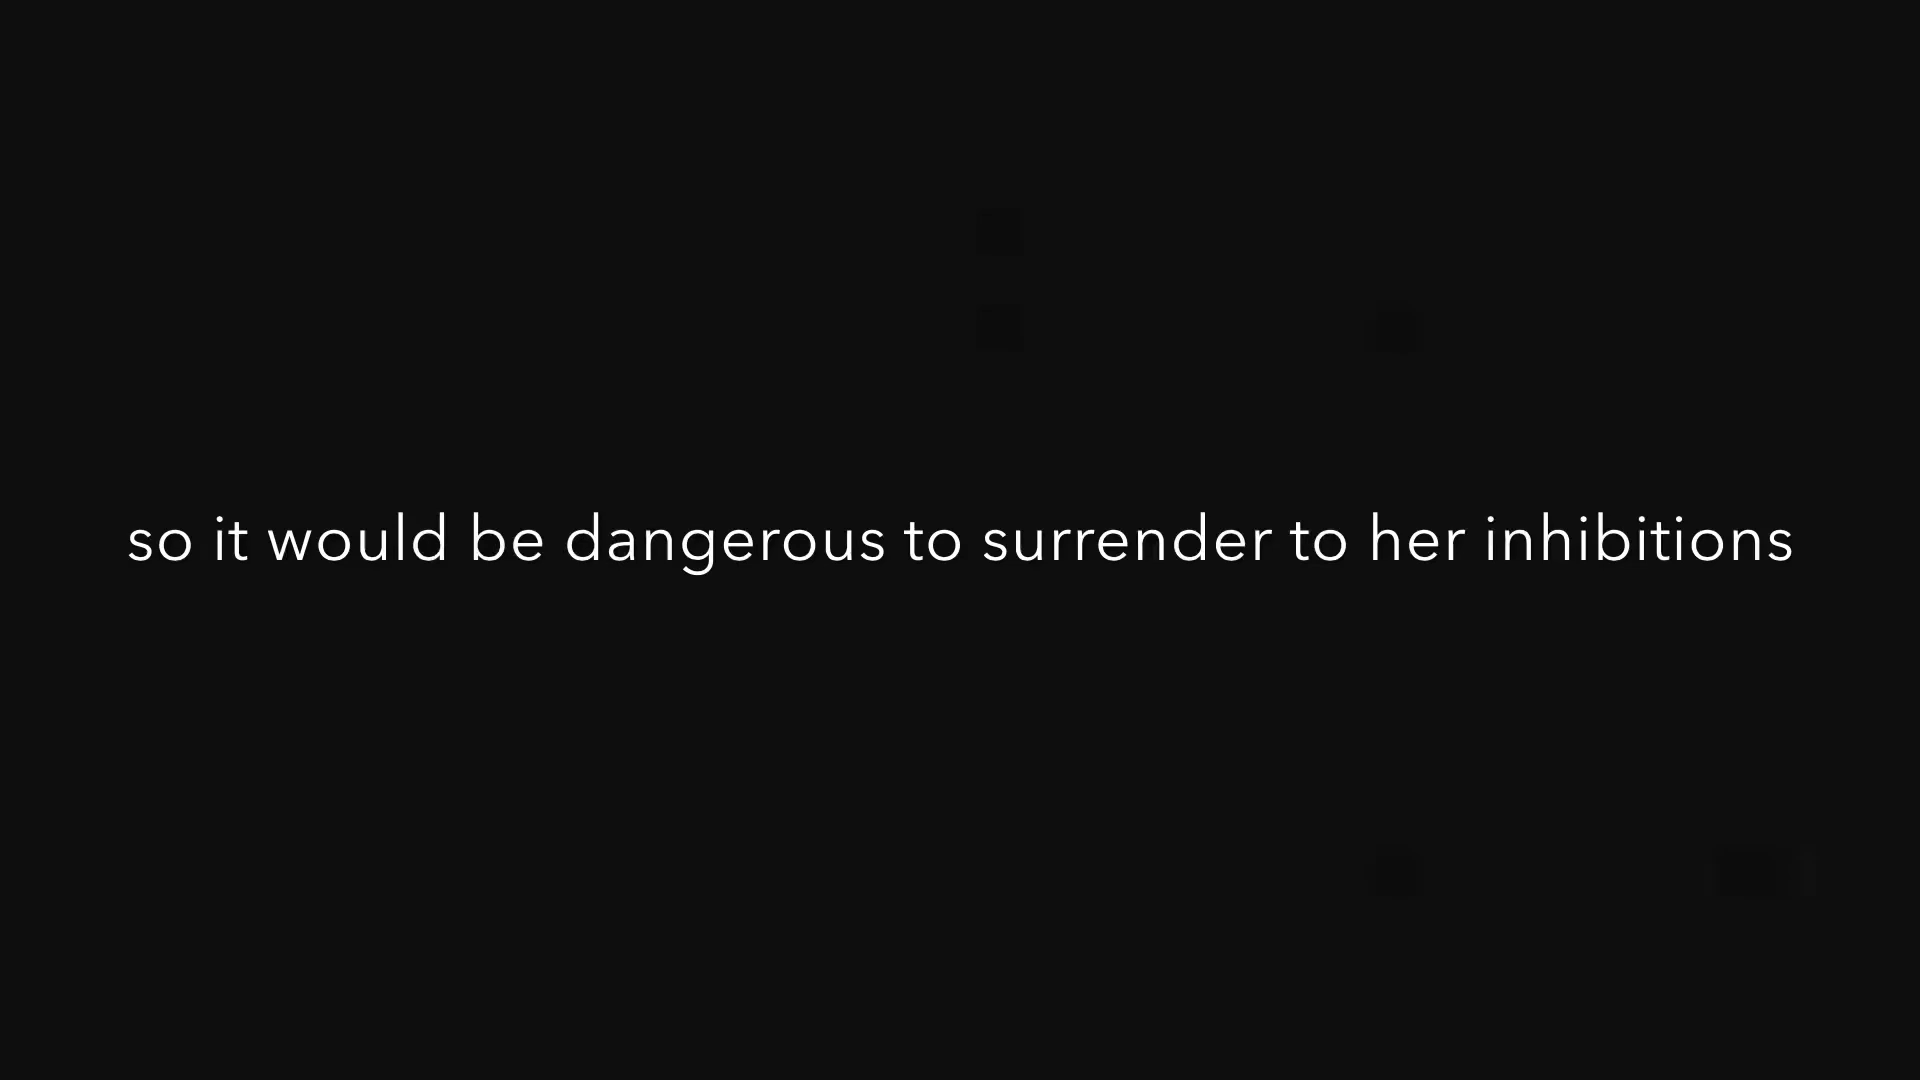 so it would be dangerous to surrender to her inhibitions